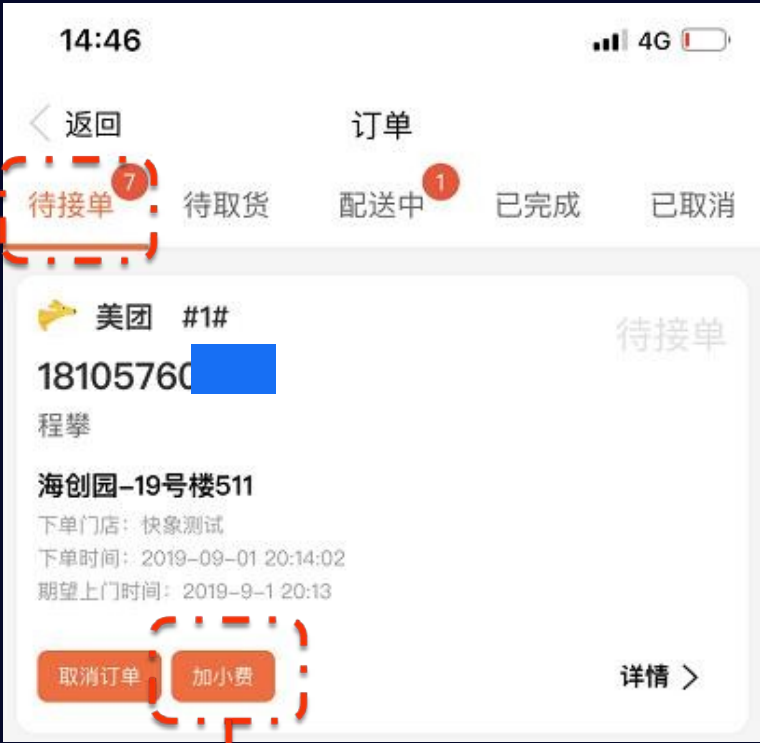 14:46 4G
返回 订单
待接单 7 待取货 配送中 1 已完成 已取消
美团 #1#
待接单
18105760
程攀
海创园-19号楼511
下单门店：快象测试
下单时间：2019-09-01 20:14:02
期望上门时间：2019-9-1 20:13
取消订单 加小费 详情